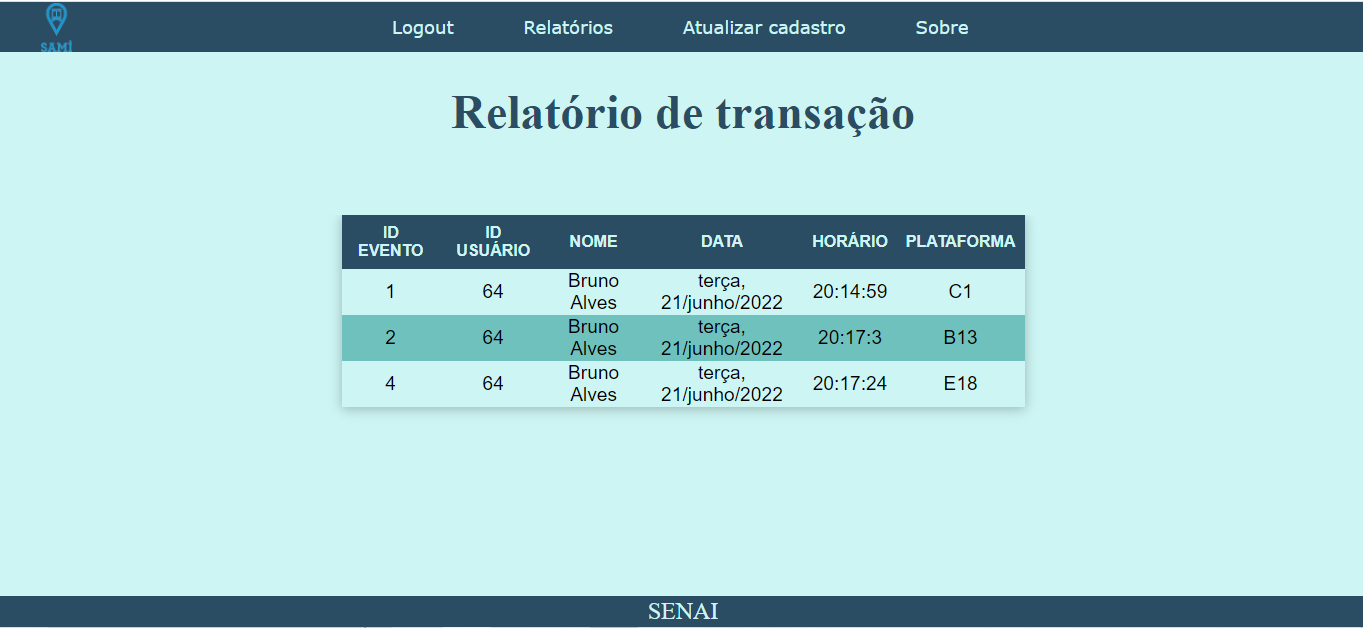 SAMÍ
Logout Relatórios Atualizar cadastro Sobre
Relatório de transação
ID EVENTO ID USUÁRIO NOME DATA HORÁRIO PLATAFORMA
1 64 Bruno Alves terça, 21/junho/2022 20:14:59 C1
2 64 Bruno Alves terça, 21/junho/2022 20:17:3 B13
4 64 Bruno Alves terça, 21/junho/2022 20:17:24 E18
SENAI